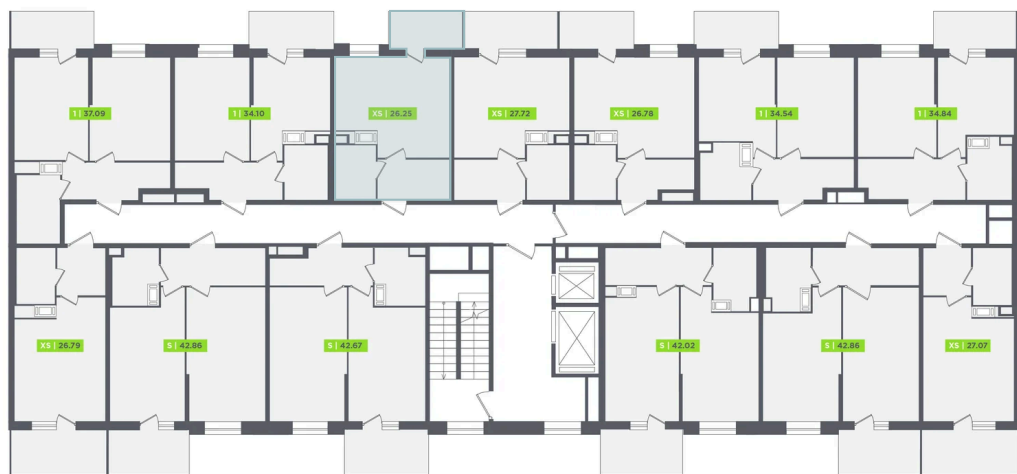 1 | 37.09
1 | 34.10
XS | 26.25
XS | 27.72
XS | 26.78
1 | 34.54
1 | 34.84
XS | 26.79
S | 42.86
S | 42.67
S | 42.02
S | 42.86
XS | 27.07